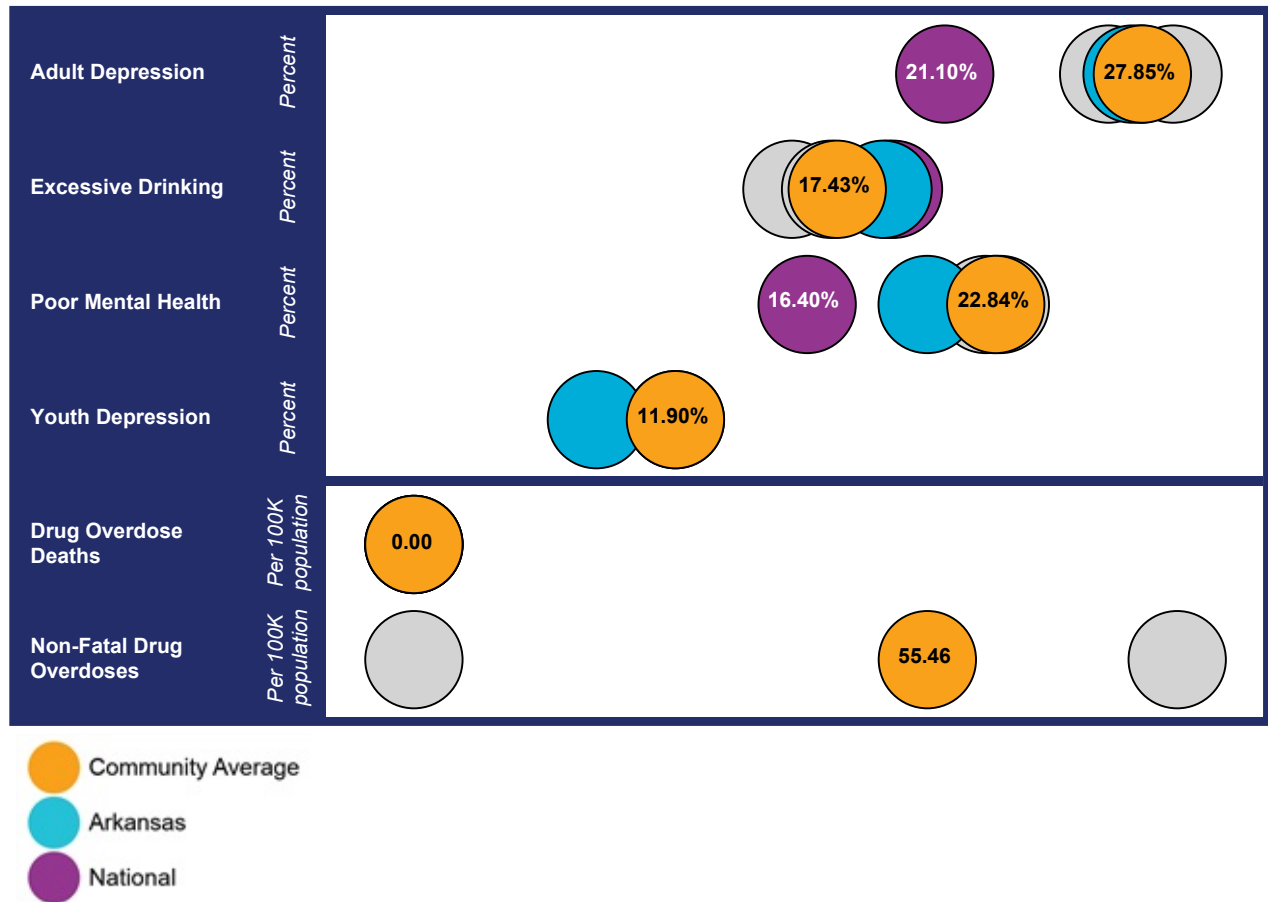 Adult Depression
Percent
21.10%
27.85%
Excessive Drinking
Percent
17.43%
Poor Mental Health
Percent
16.40%
22.84%
Youth Depression
Percent
11.90%
Drug Overdose
Deaths
Per 100K
population
0.00
Non-Fatal Drug
Overdoses
Per 100K
population
55.46
Community Average
Arkansas
National